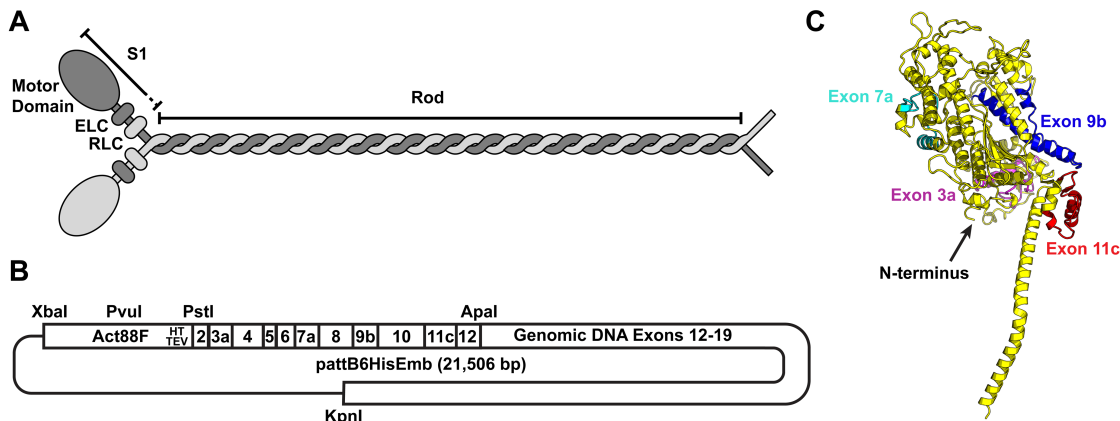 A
S1
Motor
Domain
ELC
RLC
Rod
B
XbaI
PvuI
PstI
ApaI
Act88F
HT
TEV
2
3a
4
5
6
7a
8
9b
10
11c
12
Genomic DNA Exons 12-19
pattB6HisEmb (21,506 bp)
KpnI
C
Exon 7a
Exon 9b
Exon 3a
Exon 11c
N-terminus